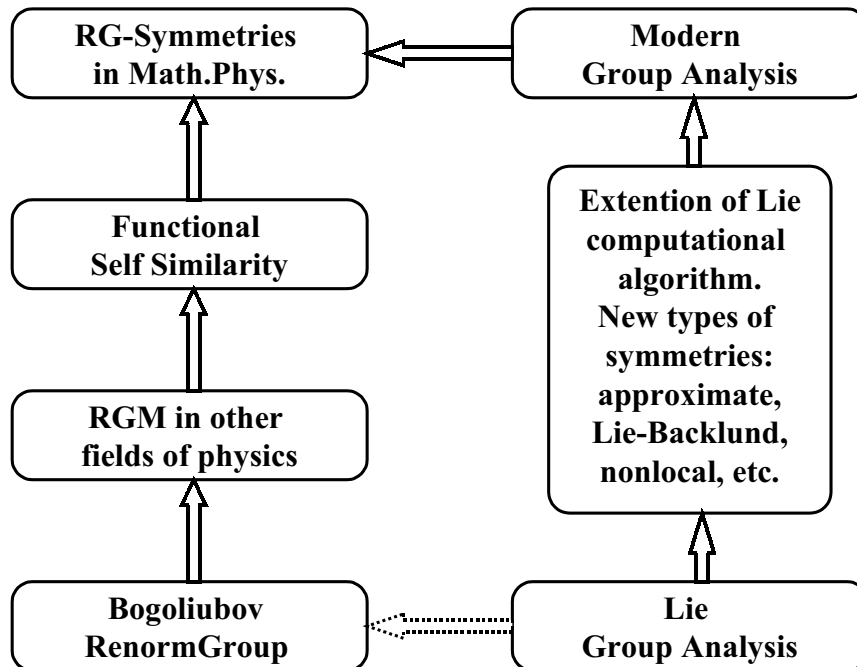 RG-Symmetries
in Math.Phys.
Modern
Group Analysis
Functional
Self Similarity
Extention of Lie
computational
algorithm.
New types of
symmetries:
approximate,
Lie-Backlund,
nonlocal, etc.
RGM in other
fields of physics
Bogoliubov
RenormGroup
Lie
Group Analysis